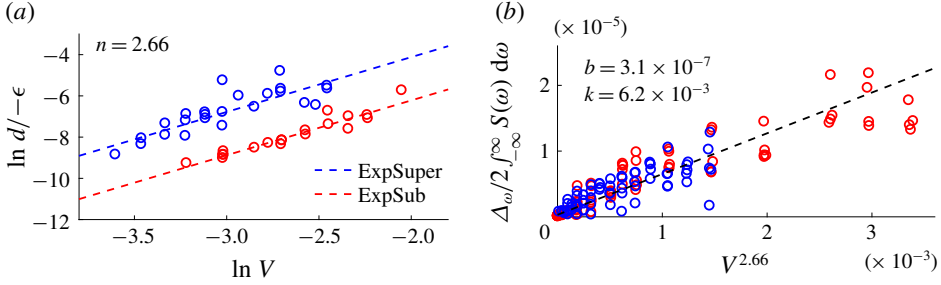 (a)
n = 2.66
ln d/−ϵ
−4
−6
−8
−10
−12
ExpSuper
ExpSub
−3.5
−3.0
−2.5
−2.0
ln V
(b)
(× 10⁻⁵)
b = 3.1 × 10⁻⁷
k = 6.2 × 10⁻³
Δω/2∫₋∞^∞ S(ω) dω
2
1
0
1
2
3
V²·⁶⁶
(× 10⁻³)